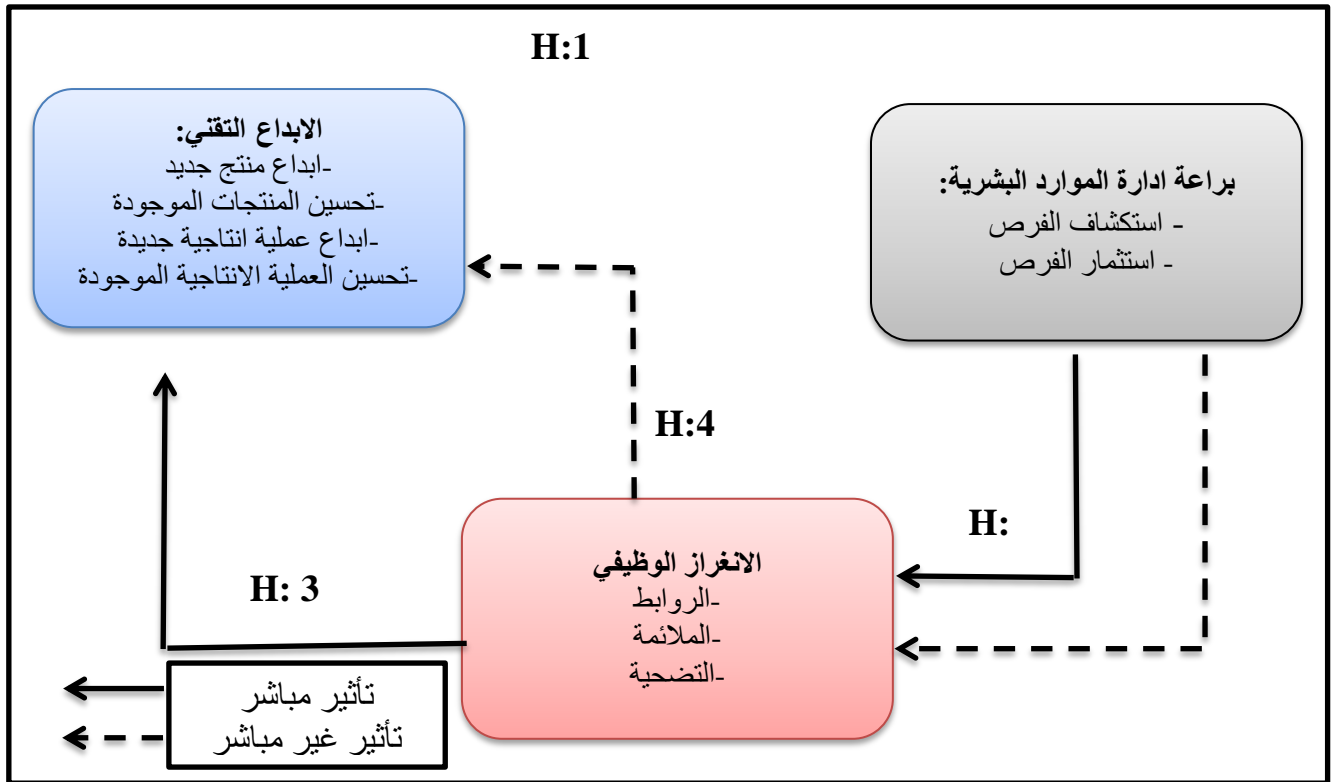 H:1
براعة ادارة الموارد البشرية:
- استكشاف الفرص
- استثمار الفرص
الابداع التقني:
-ابداع منتج جديد
-تحسين المنتجات الموجودة
-ابداع عملية انتاجية جديدة
-تحسين العملية الانتاجية الموجودة
H:4
H:
الانغراز الوظيفي
-الروابط
-الملائمة
-التضحية
H: 3
تأثير مباشر
تأثير غير مباشر